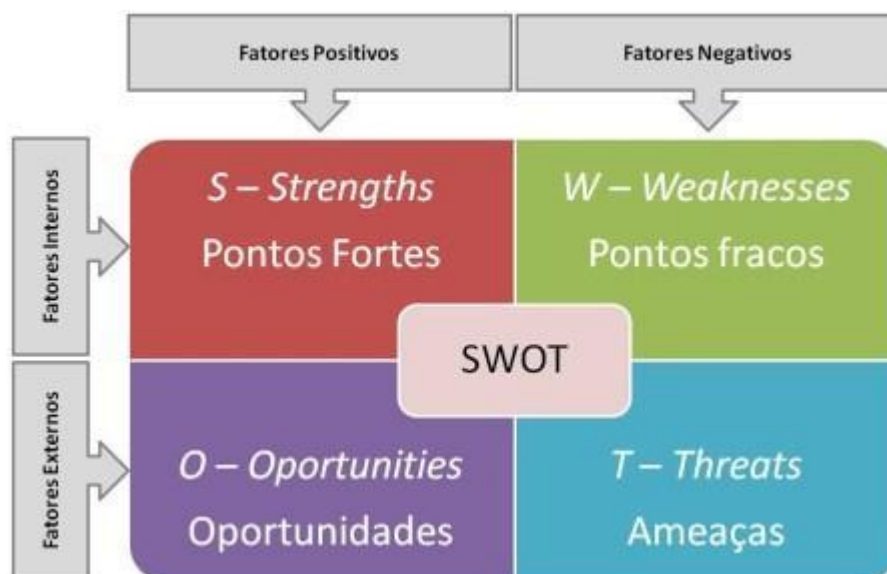 Fatores Positivos
Fatores Negativos
Fatores Internos
S – Strengths
Pontos Fortes
W – Weaknesses
Pontos fracos
SWOT
Fatores Externos
O – Oportunities
Oportunidades
T – Threats
Ameaças